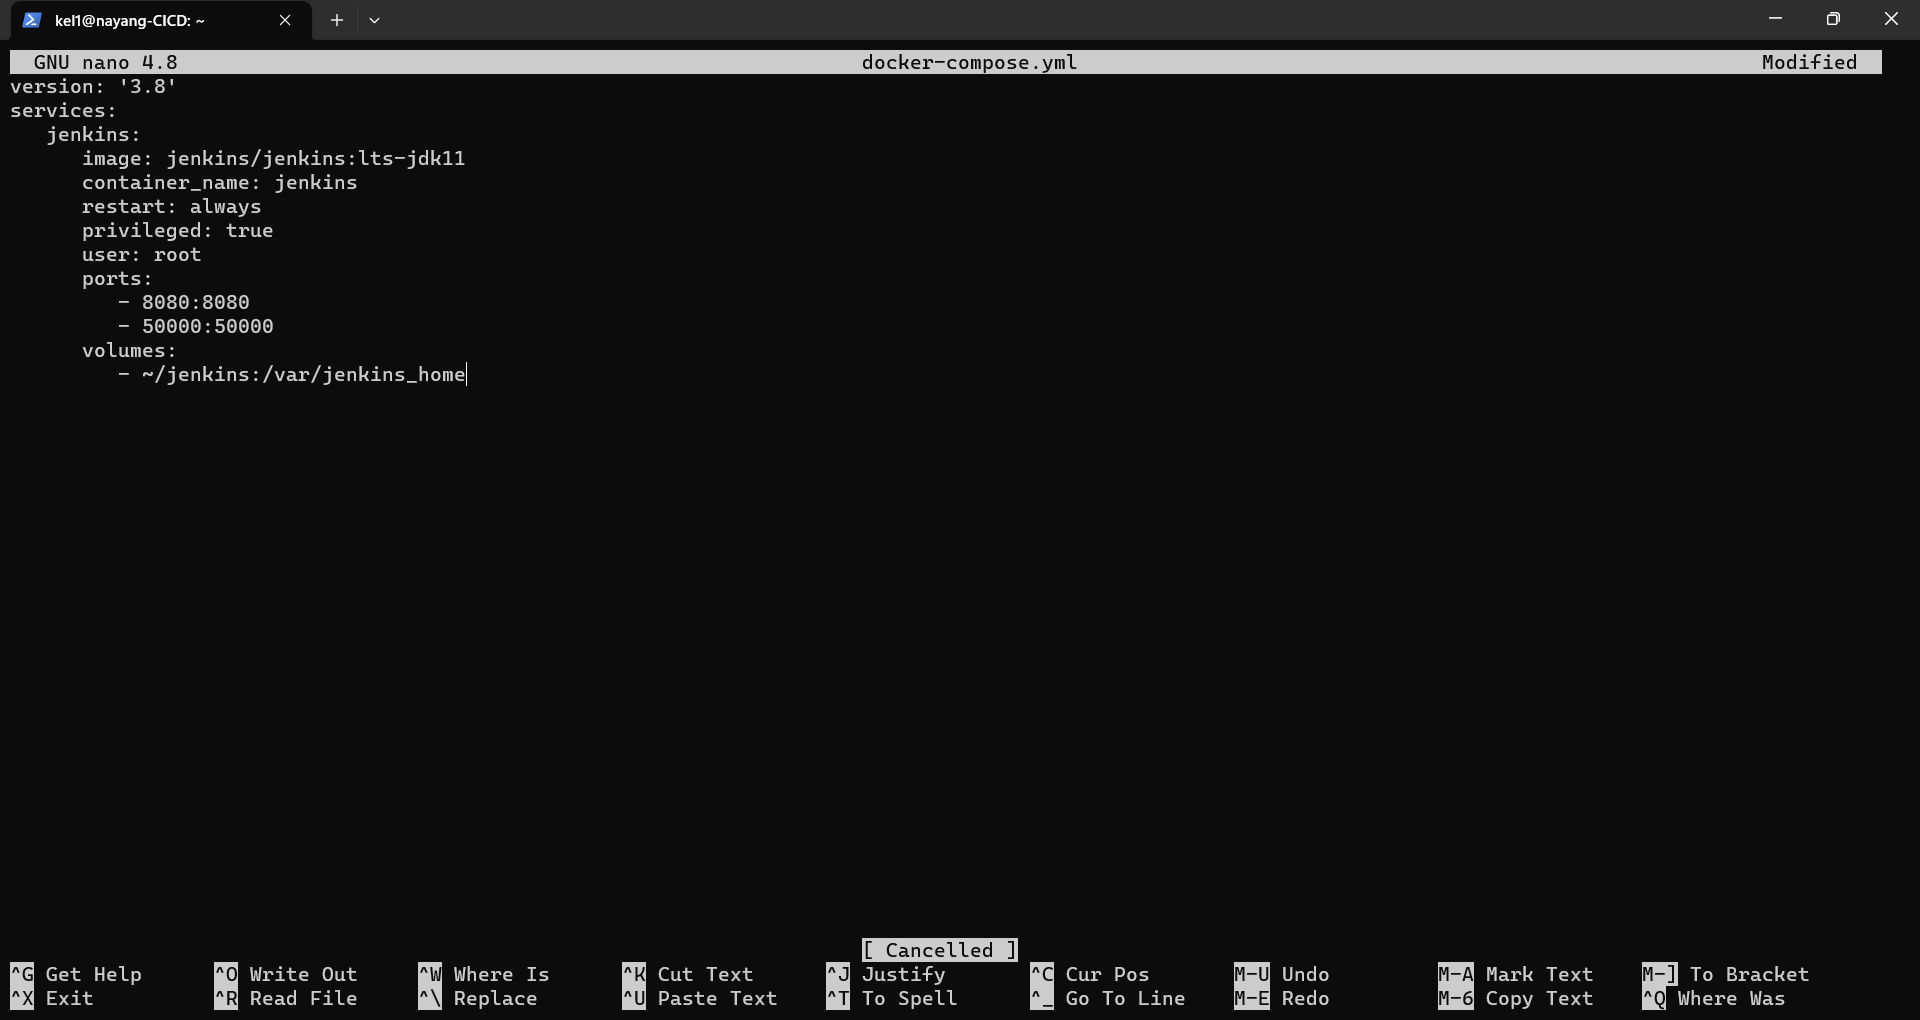 kel1@nayang-CICD: ~
GNU nano 4.8 docker-compose.yml Modified
version: '3.8'
services:
   jenkins:
      image: jenkins/jenkins:lts-jdk11
      container_name: jenkins
      restart: always
      privileged: true
      user: root
      ports:
         - 8080:8080
         - 50000:50000
      volumes:
         - ~/jenkins:/var/jenkins_home
[ Cancelled ]
^G Get Help ^O Write Out ^W Where Is ^K Cut Text ^J Justify ^C Cur Pos M-U Undo M-A Mark Text M-] To Bracket
^X Exit ^R Read File ^\ Replace ^U Paste Text ^T To Spell ^_ Go To Line M-E Redo M-6 Copy Text ^Q Where Was